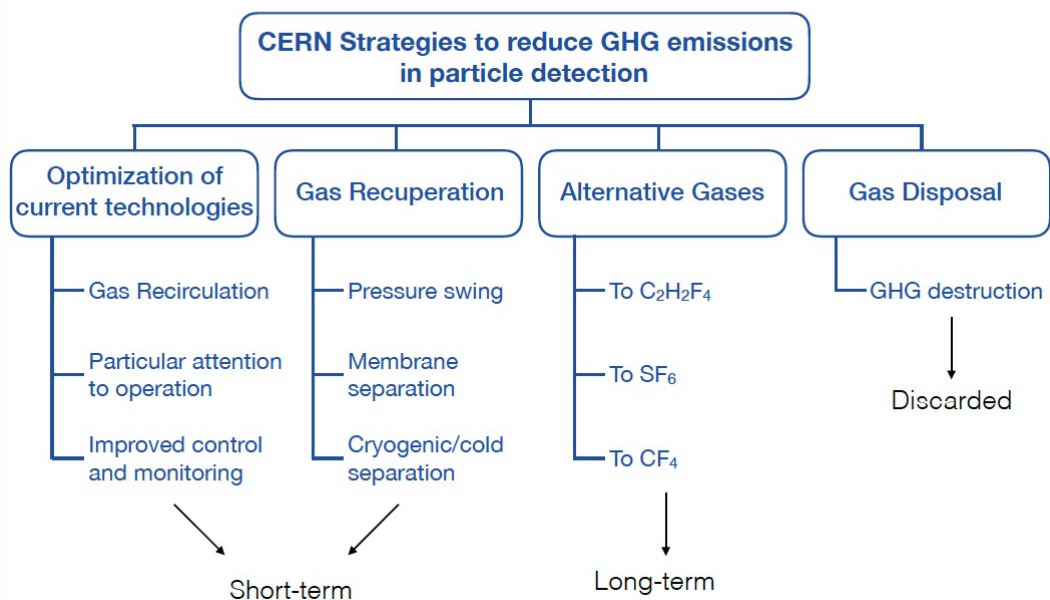 CERN Strategies to reduce GHG emissions
in particle detection
Optimization of
current technologies
Gas Recuperation
Alternative Gases
Gas Disposal
Gas Recirculation
Particular attention
to operation
Improved control
and monitoring
Pressure swing
Membrane
separation
Cryogenic/cold
separation
To C₂H₂F₄
To SF₆
To CF₄
GHG destruction
Discarded
Short-term
Long-term